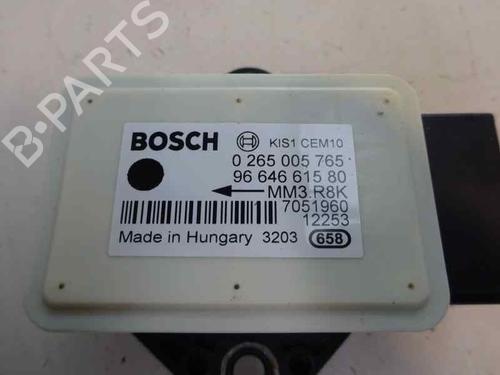 B-PARTS
BOSCH KIS1 CEM10
0 265 005 765
96 646 615 80
MM3.R8K
7051960
12253
Made in Hungary 3203 658